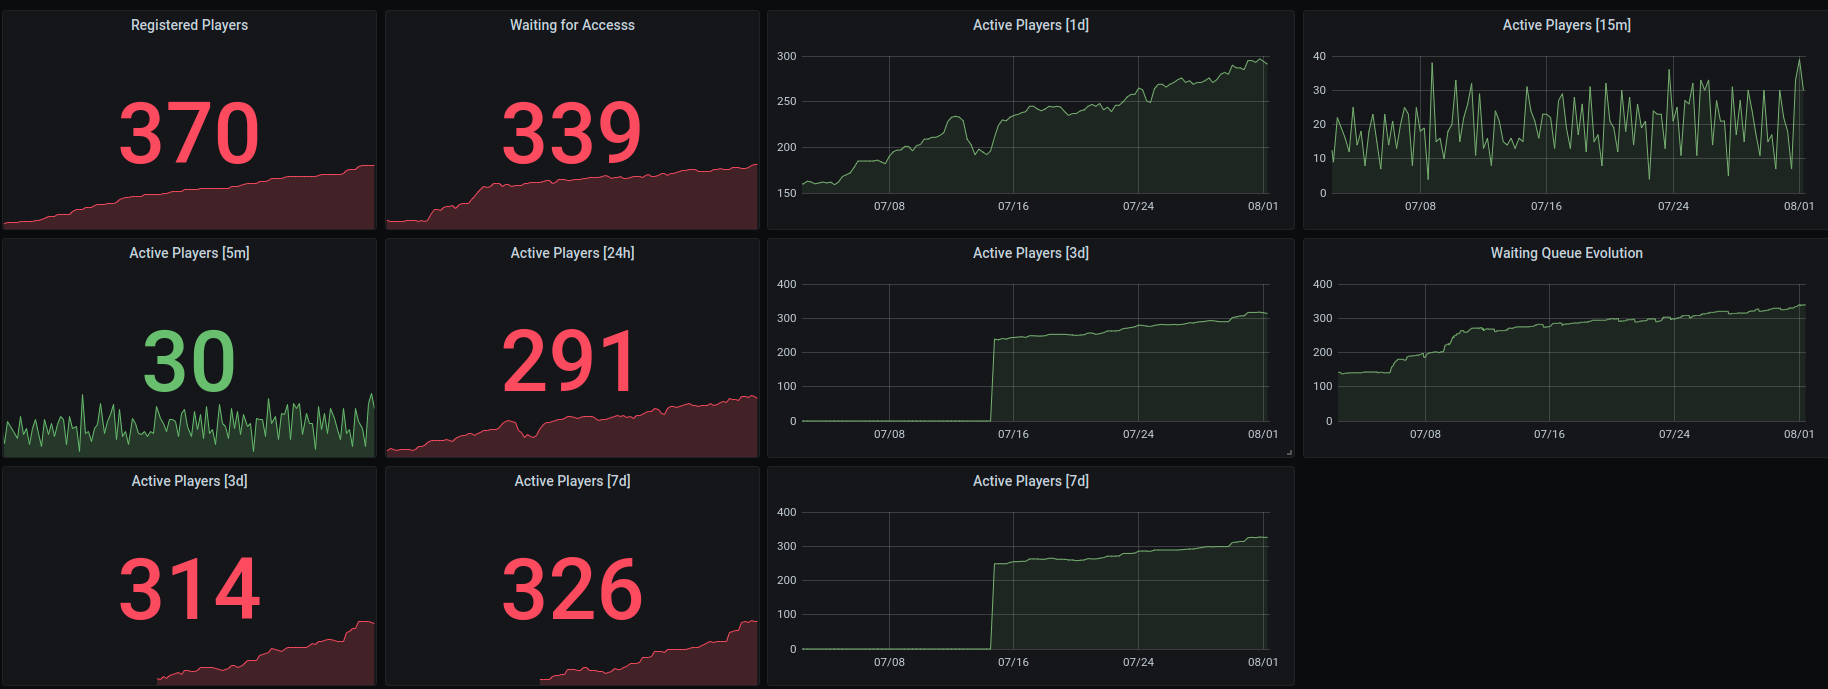 Registered Players
370
Waiting for Accesss
339
Active Players [1d]
300
250
200
150
07/08 07/16 07/24 08/01
Active Players [15m]
40
30
20
10
0
07/08 07/16 07/24 08/01
Active Players [5m]
30
Active Players [24h]
291
Active Players [3d]
400
300
200
100
0
07/08 07/16 07/24 08/01
Waiting Queue Evolution
400
300
200
100
0
07/08 07/16 07/24 08/01
Active Players [3d]
314
Active Players [7d]
326
Active Players [7d]
400
300
200
100
0
07/08 07/16 07/24 08/01